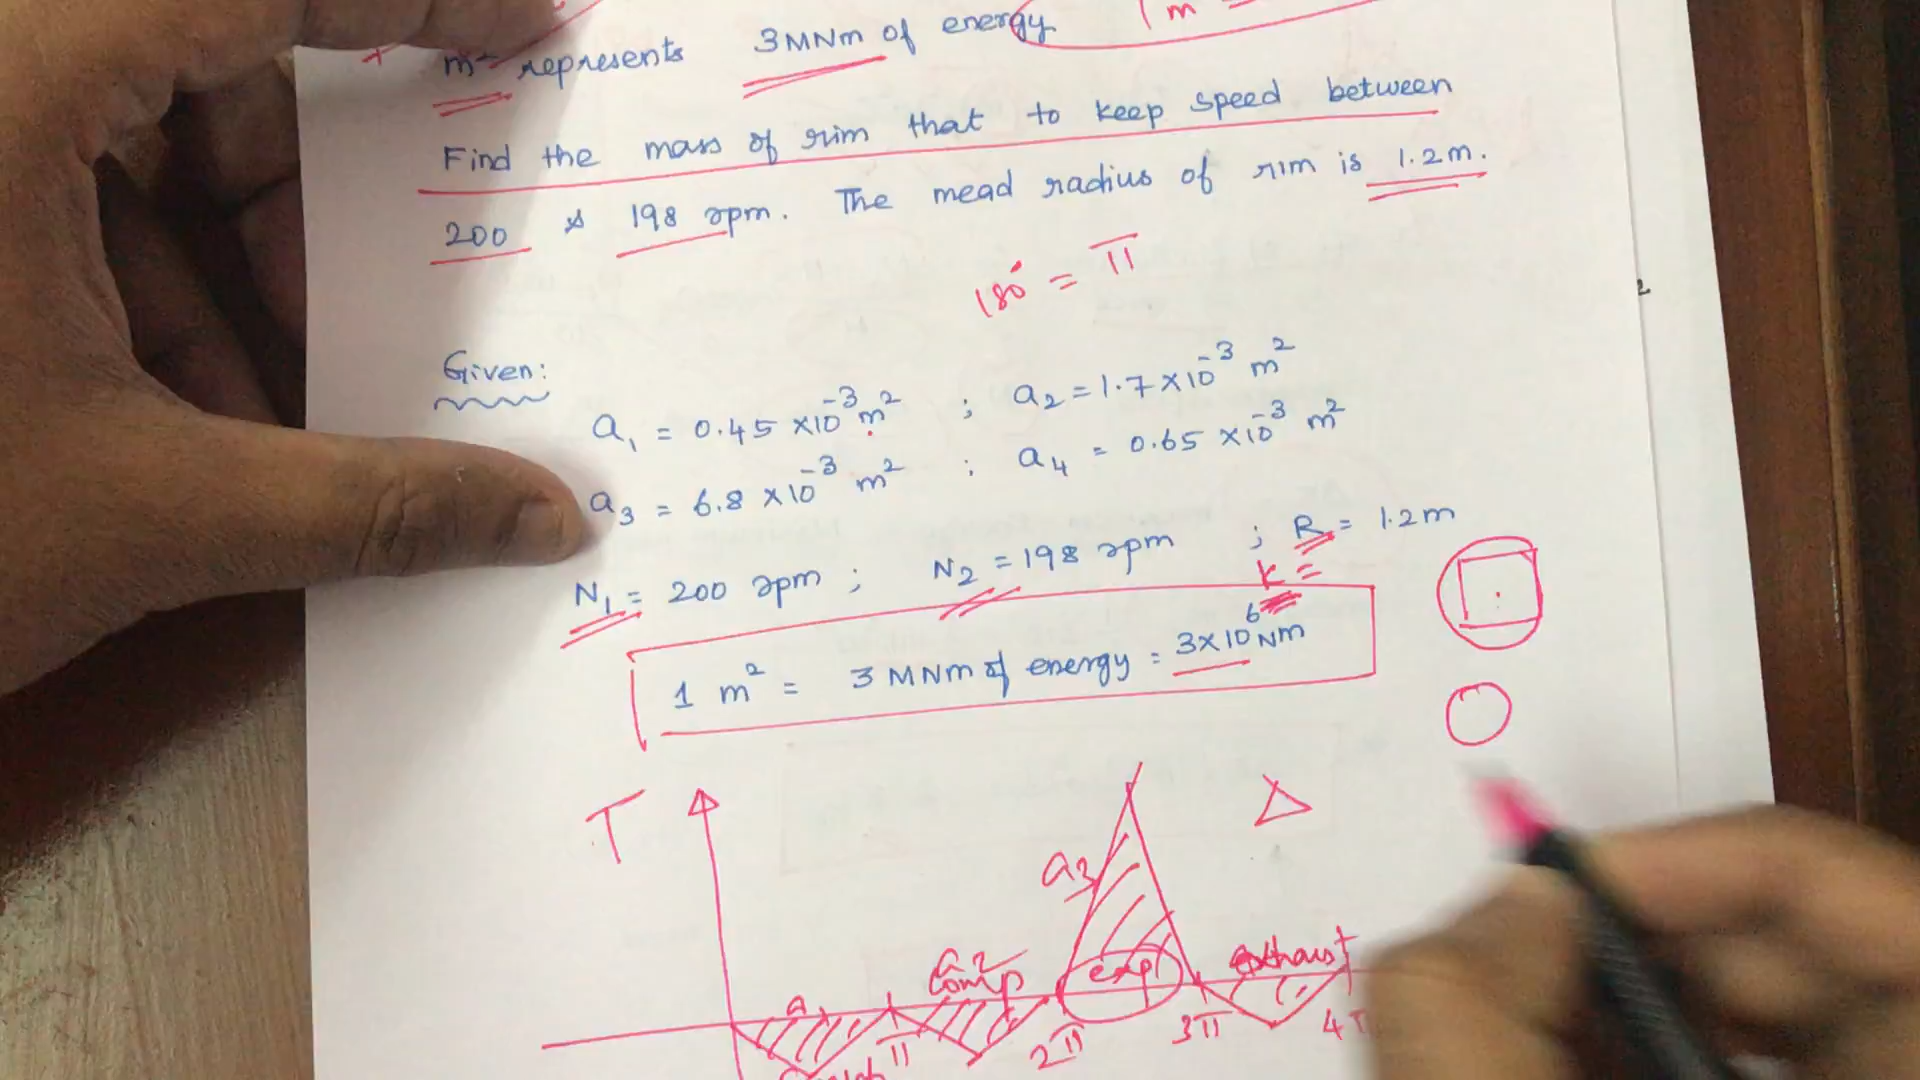 m² represents 3MNm of energy
Find the mass of rim that to keep speed between
200 & 198 rpm. The mead radius of rim is 1.2m.
180° = π
Given:
a₁ = 0.45 ×10⁻³ m² ; a₂ = 1.7 ×10⁻³ m²
a₃ = 6.8 ×10⁻³ m² ; a₄ = 0.65 ×10⁻³ m²
N₁ = 200 rpm ; N₂ = 198 rpm ; R = 1.2m
k =
1 m² = 3 MNm of energy = 3×10⁶ Nm
T
a₃
a₂
comp
exp
exhaust
a₁
π 2π 3π 4π